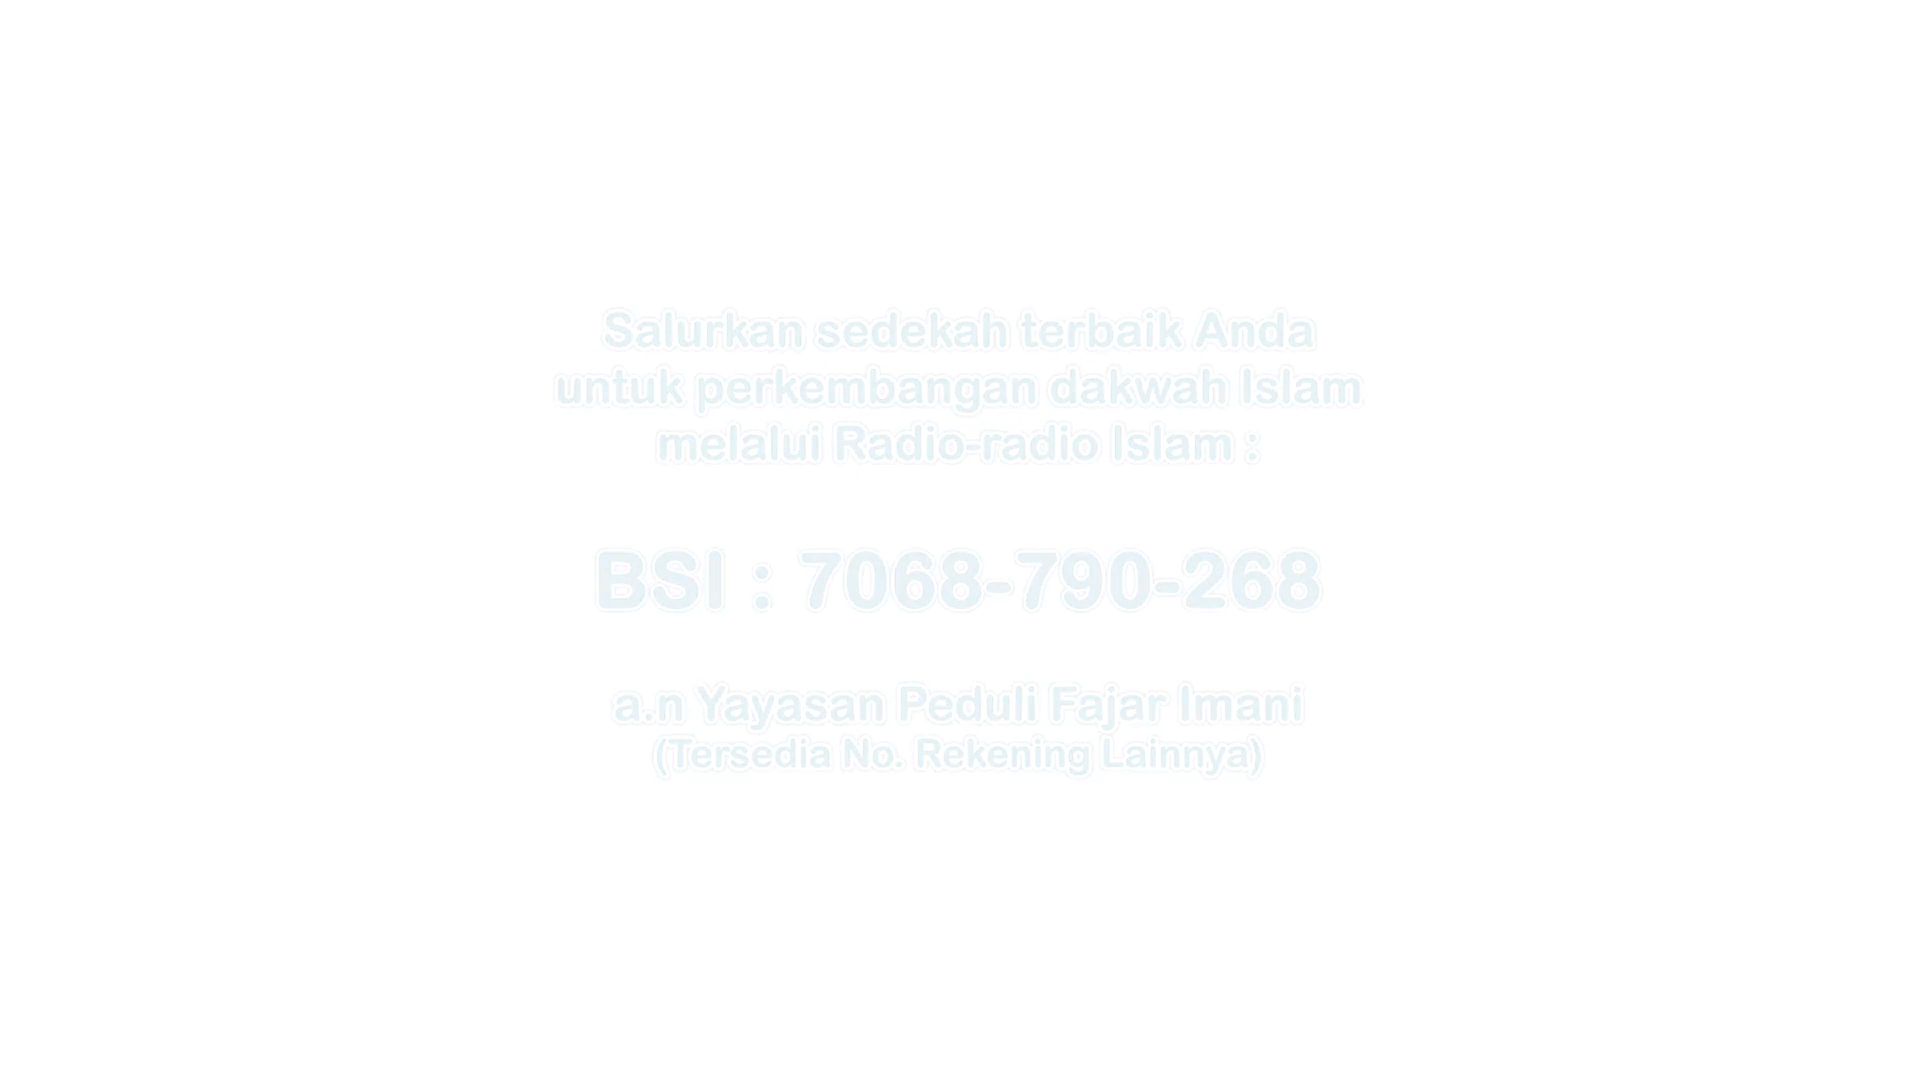 Salurkan sedekah terbaik Anda
untuk perkembangan dakwah Islam
melalui Radio-radio Islam :
BSI : 7068-790-268
a.n Yayasan Peduli Fajar Imani
(Tersedia No. Rekening Lainnya)